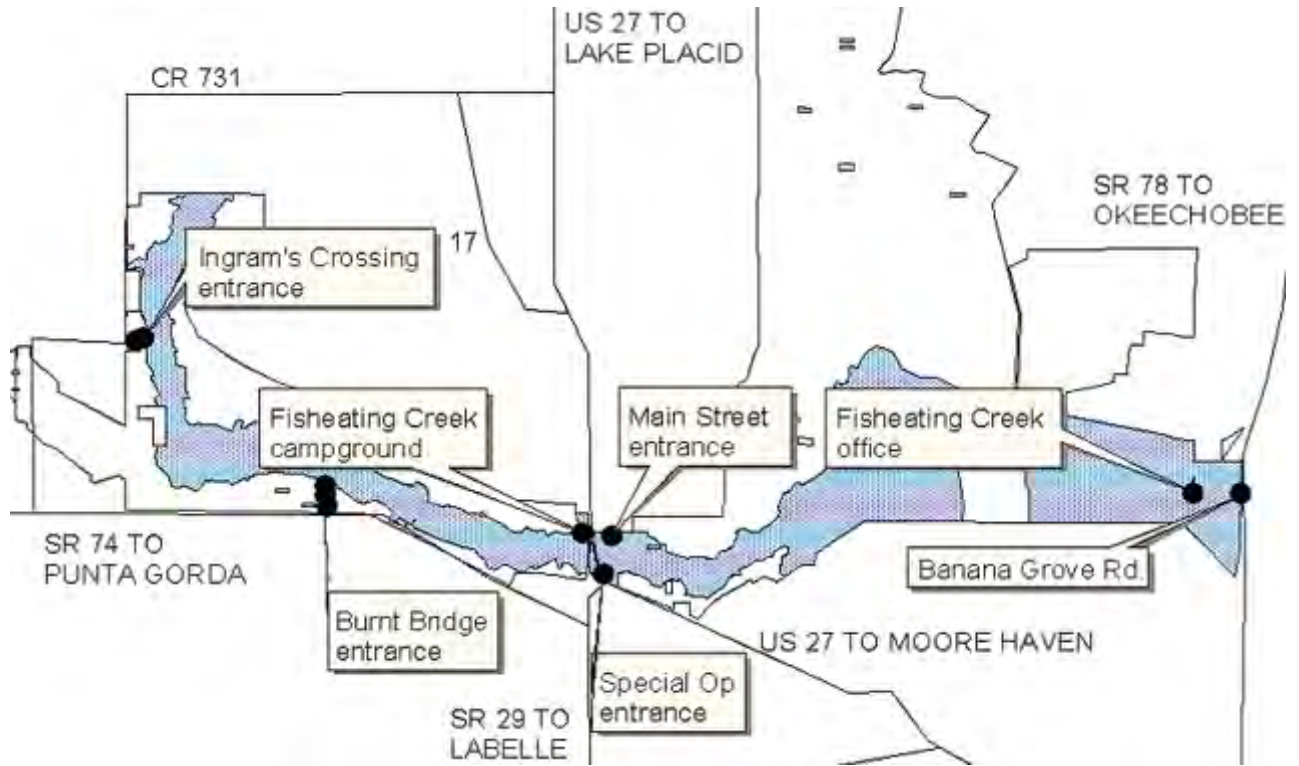 US 27 TO
LAKE PLACID
CR 731
SR 78 TO
OKEECHOBEE
17
Ingram's Crossing
entrance
Fisheating Creek
campground
Main Street
entrance
Fisheating Creek
office
SR 74 TO
PUNTA GORDA
Banana Grove Rd.
Burnt Bridge
entrance
US 27 TO MOORE HAVEN
Special Op
entrance
SR 29 TO
LABELLE